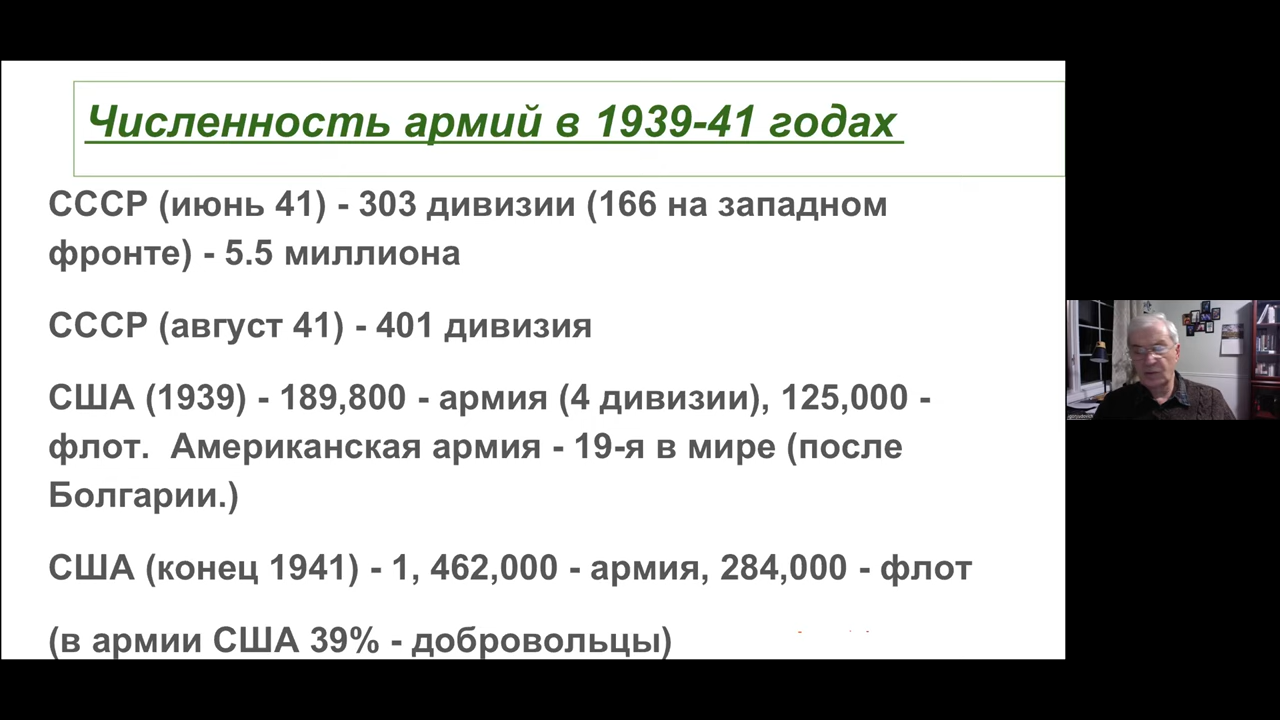 Численность армий в 1939-41 годах
СССР (июнь 41) - 303 дивизии (166 на западном
фронте) - 5.5 миллиона
СССР (август 41) - 401 дивизия
США (1939) - 189,800 - армия (4 дивизии), 125,000 -
флот. Американская армия - 19-я в мире (после
Болгарии.)
США (конец 1941) - 1, 462,000 - армия, 284,000 - флот
(в армии США 39% - добровольцы)